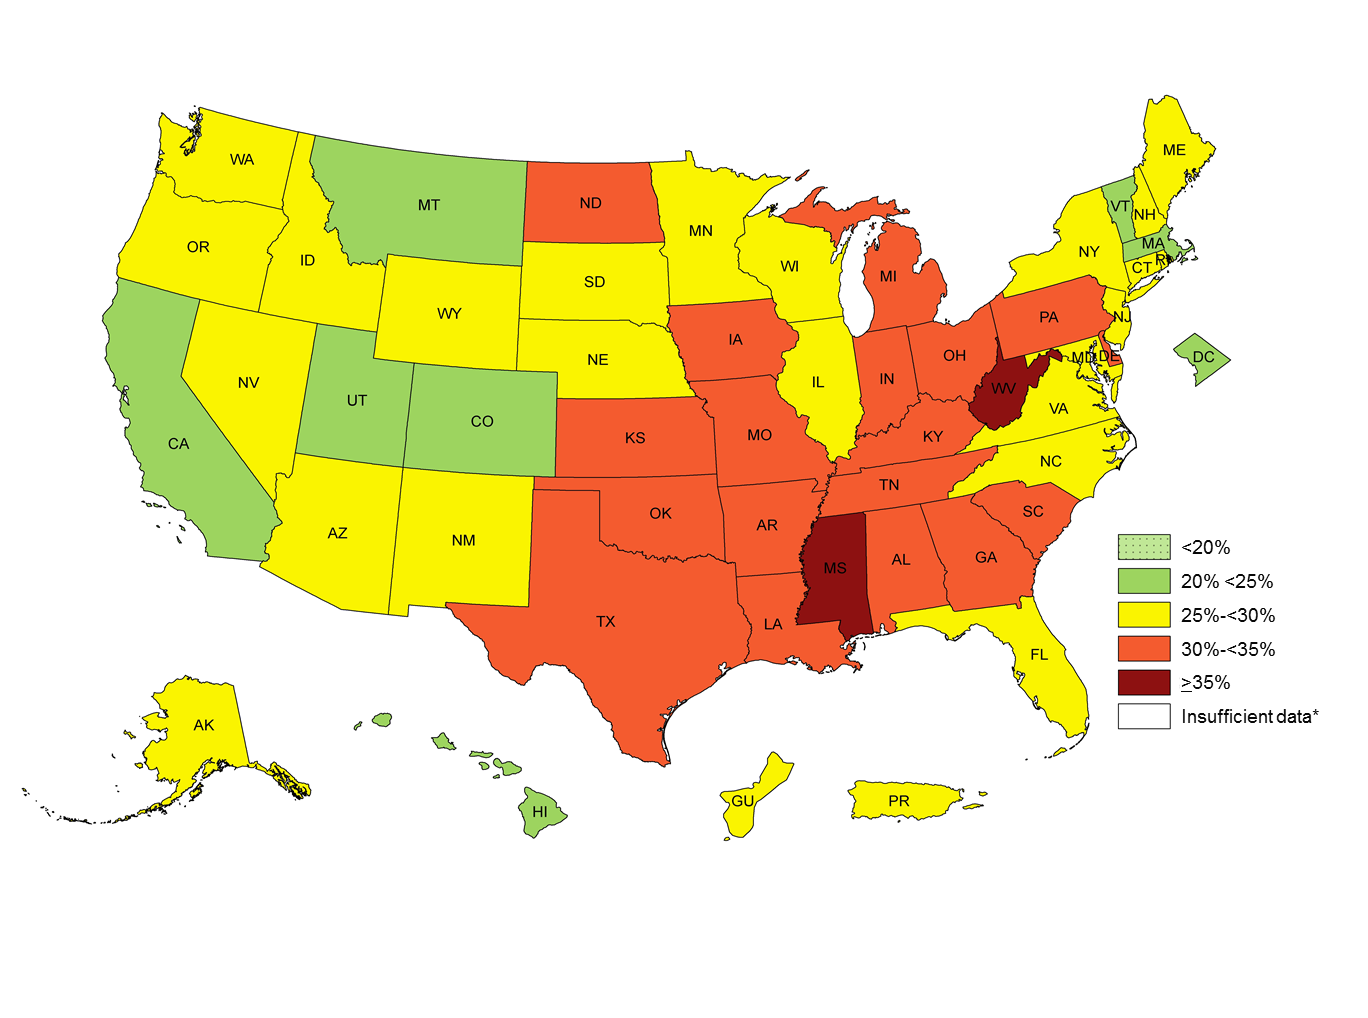 ME
WA
MT
ND
VT
NH
MN
OR
MA
NY
ID
WI
CT
RI
MI
SD
WY
NJ
PA
IA
OH
DC
MD
DE
NE
NV
IL
IN
WV
UT
VA
CO
KS
MO
KY
CA
NC
TN
OK
SC
AR
AZ
NM
<20%
GA
AL
MS
20% <25%
25%-<30%
TX
LA
30%-<35%
FL
≥35%
Insufficient data*
AK
GU
PR
HI